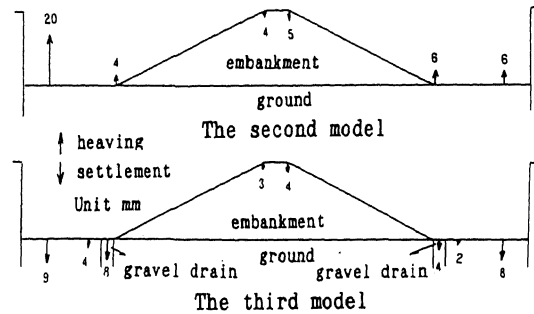 20
4 4 5 6 6
embankment
ground
The second model
heaving
settlement
Unit mm
3 4
embankment
ground
9 4 8 gravel drain gravel drain 4 2 8
The third model